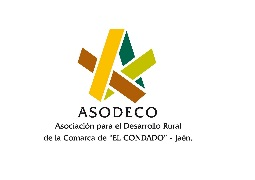 ASODECO
Asociación para el Desarrollo Rural
de la Comarca de "EL CONDADO" - Jaén.